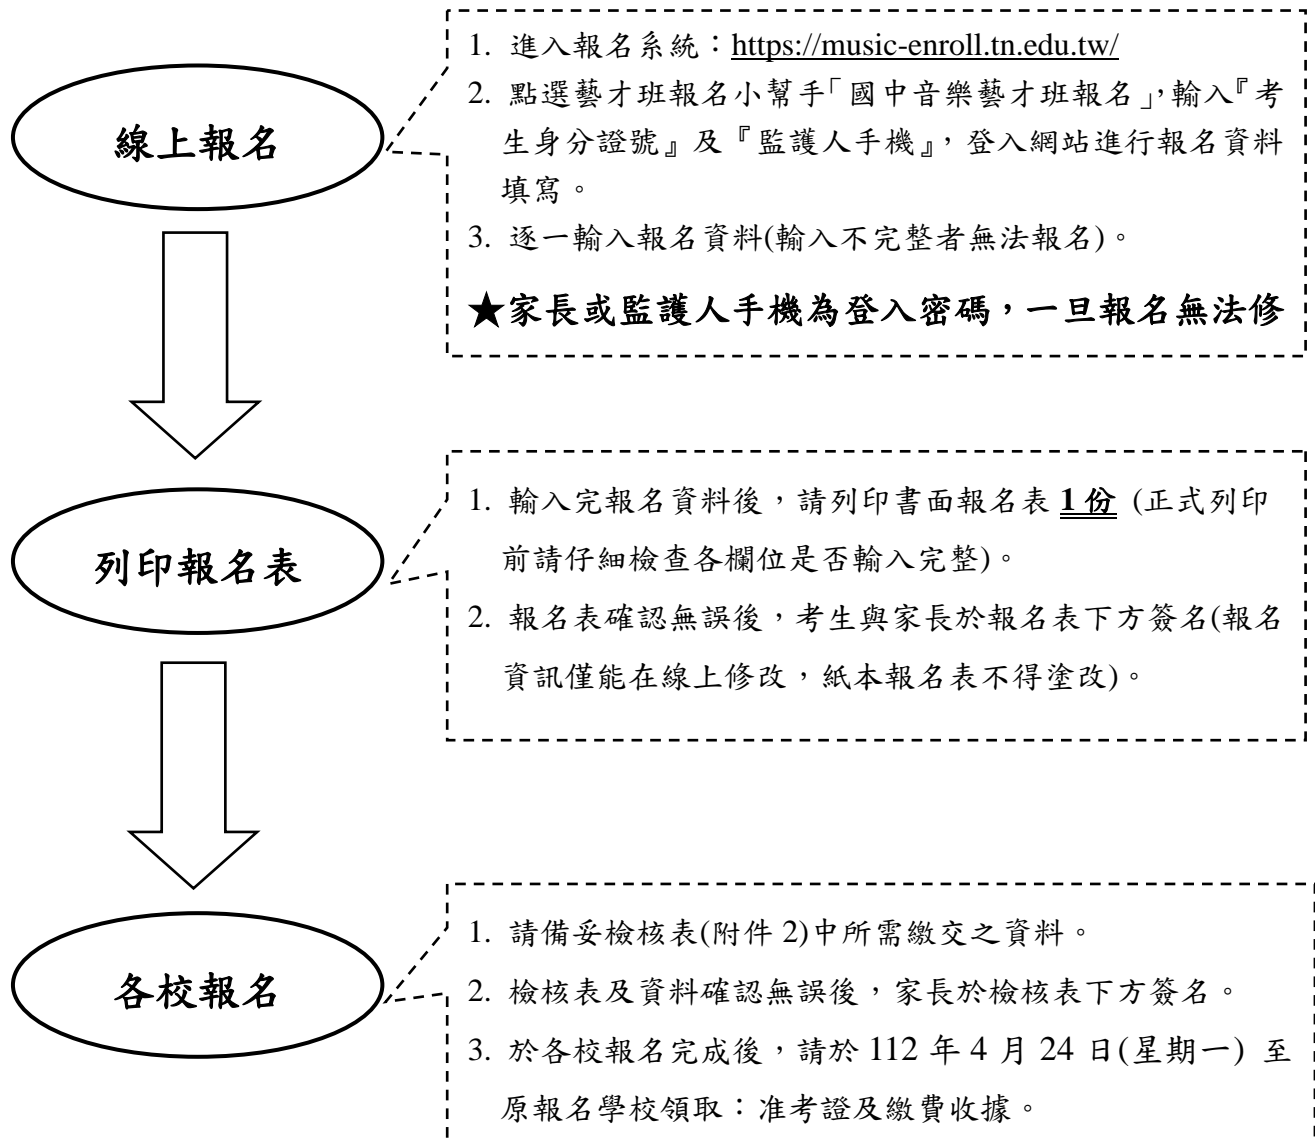 線上報名
1. 進入報名系統：https://music-enroll.tn.edu.tw/
2. 點選藝才班報名小幫手「國中音樂藝才班報名」，輸入『考
生身分證號』及『監護人手機』，登入網站進行報名資料
填寫。
3. 逐一輸入報名資料(輸入不完整者無法報名)。
★家長或監護人手機為登入密碼，一旦報名無法修
列印報名表
1. 輸入完報名資料後，請列印書面報名表 1份 (正式列印
前請仔細檢查各欄位是否輸入完整)。
2. 報名表確認無誤後，考生與家長於報名表下方簽名(報名
資訊僅能在線上修改，紙本報名表不得塗改)。
各校報名
1. 請備妥檢核表(附件 2)中所需繳交之資料。
2. 檢核表及資料確認無誤後，家長於檢核表下方簽名。
3. 於各校報名完成後，請於 112 年 4 月 24 日(星期一) 至
原報名學校領取：准考證及繳費收據。